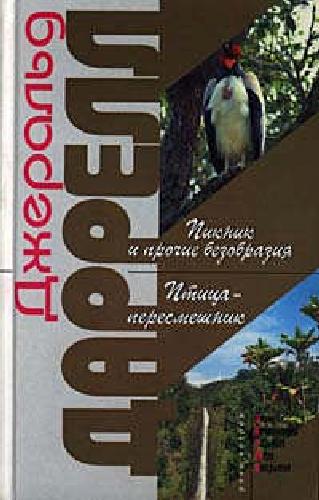 Джеральд
ДАРРЕЛЛ
Пикник
и прочие безобразия
Птица-
пересмешник